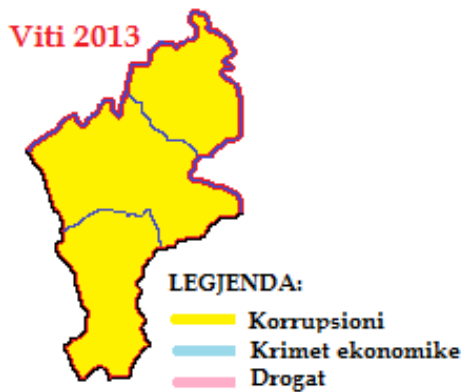 Viti 2013
LEGJENDA:
Korrupsioni
Krimet ekonomike
Drogat